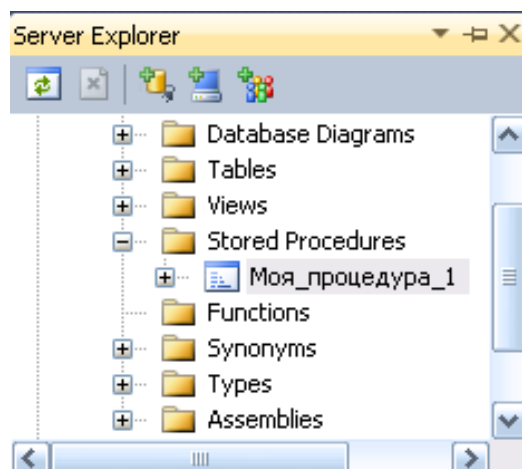 Server Explorer
Database Diagrams
Tables
Views
Stored Procedures
Моя_процедура_1
Functions
Synonyms
Types
Assemblies